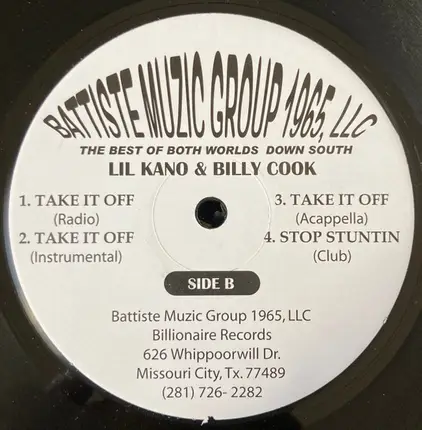 BATTISTE MUZIC GROUP 1965, LLC
THE BEST OF BOTH WORLDS DOWN SOUTH
LIL KANO & BILLY COOK
1. TAKE IT OFF
(Radio)
2. TAKE IT OFF
(Instrumental)
3. TAKE IT OFF
(Acappella)
4. STOP STUNTIN
(Club)
SIDE B
Battiste Muzic Group 1965, LLC
Billionaire Records
626 Whippoorwill Dr.
Missouri City, Tx. 77489
(281) 726- 2282